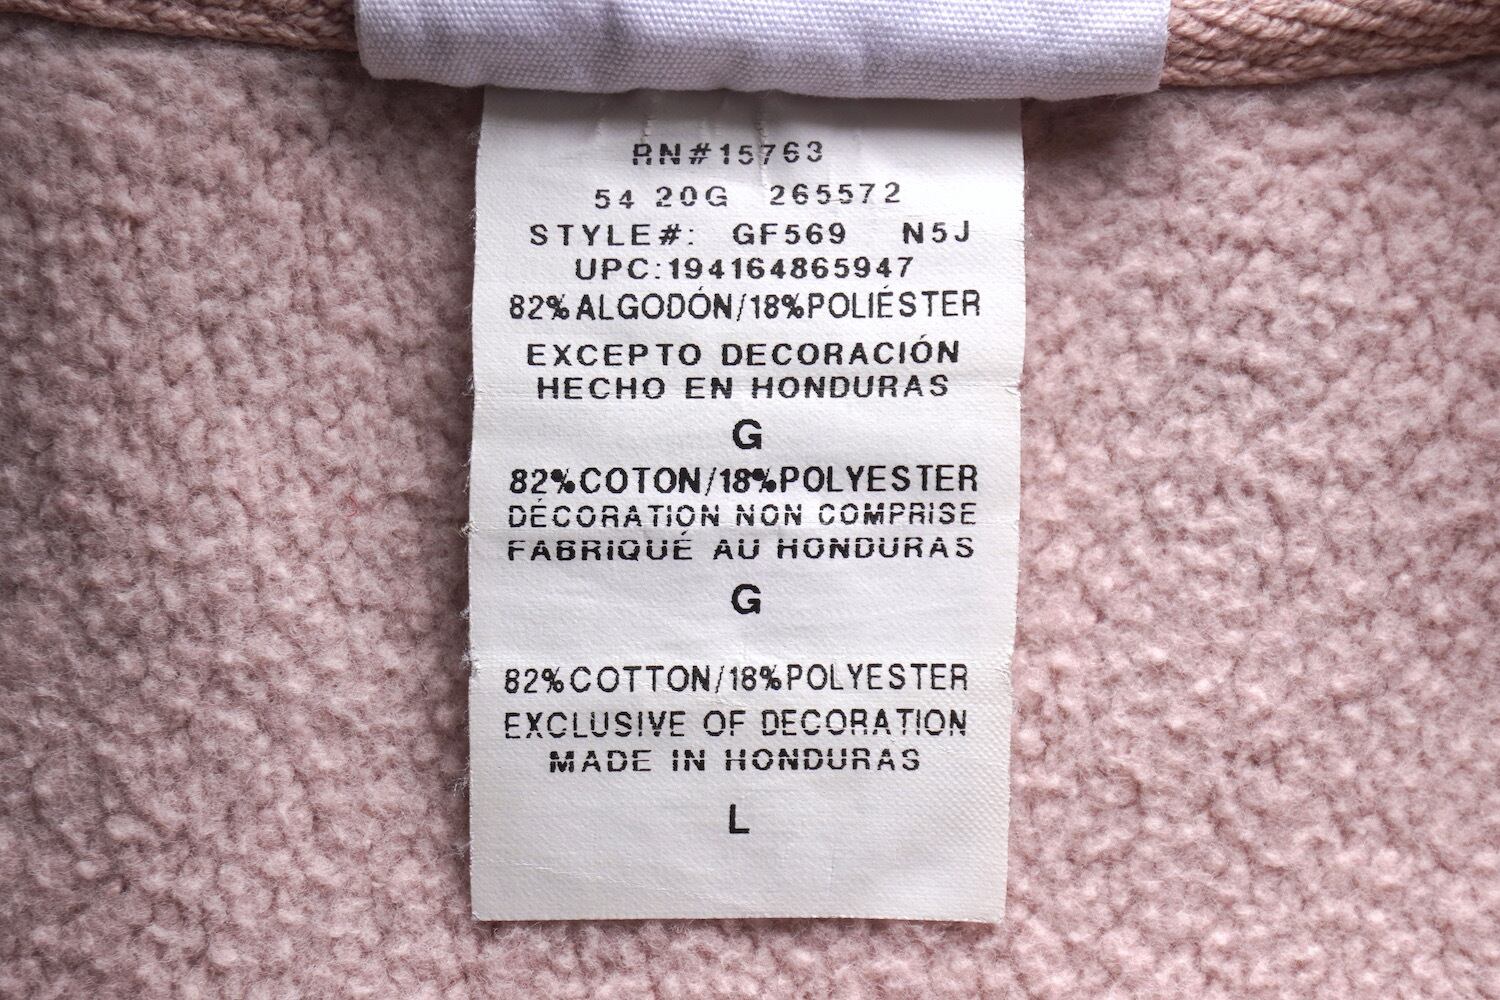 RN#15763
54 20G 265572
STYLE#: GF569 N5J
UPC:194164865947
82%ALGODÓN/18%POLIÉSTER
EXCEPTO DECORACIÓN
HECHO EN HONDURAS
G
82%COTON/18%POLYESTER
DÉCORATION NON COMPRISE
FABRIQUÉ AU HONDURAS
G
82%COTTON/18%POLYESTER
EXCLUSIVE OF DECORATION
MADE IN HONDURAS
L